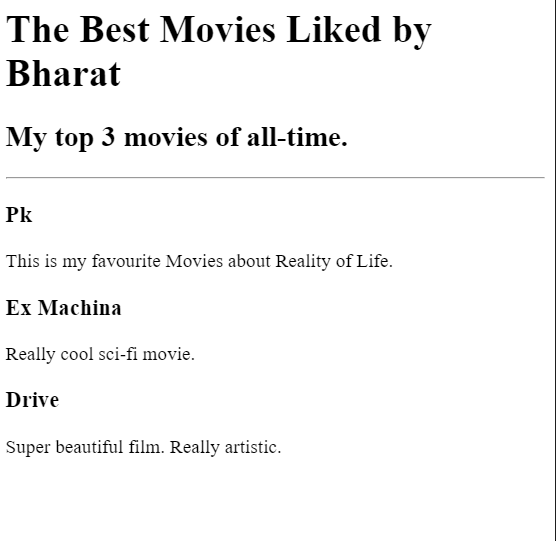 The Best Movies Liked by
Bharat
My top 3 movies of all-time.
Pk
This is my favourite Movies about Reality of Life.
Ex Machina
Really cool sci-fi movie.
Drive
Super beautiful film. Really artistic.